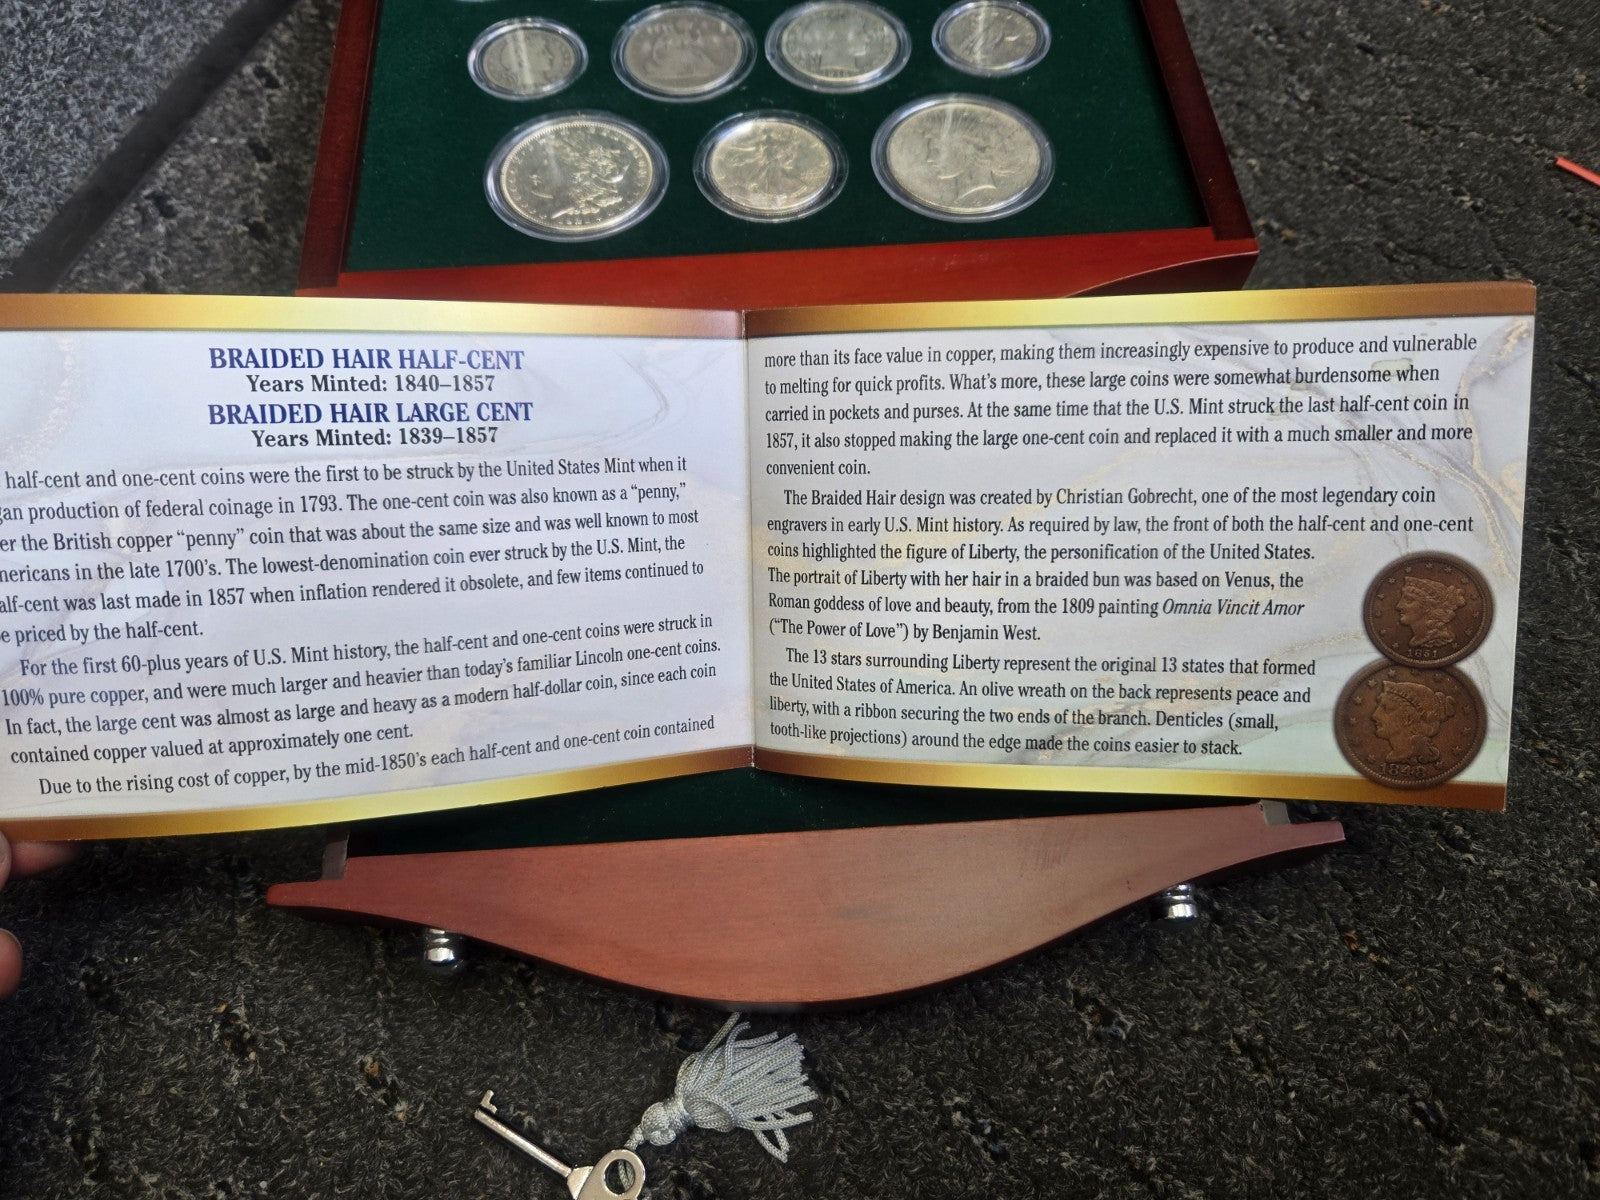 BRAIDED HAIR HALF-CENT
Years Minted: 1840–1857
BRAIDED HAIR LARGE CENT
Years Minted: 1839–1857
half-cent and one-cent coins were the first to be struck by the United States Mint when it
gan production of federal coinage in 1793. The one-cent coin was also known as a “penny,”
er the British copper “penny” coin that was about the same size and was well known to most
mericans in the late 1700's. The lowest-denomination coin ever struck by the U.S. Mint, the
alf-cent was last made in 1857 when inflation rendered it obsolete, and few items continued to
e priced by the half-cent.
For the first 60-plus years of U.S. Mint history, the half-cent and one-cent coins were struck in
100% pure copper, and were much larger and heavier than today's familiar Lincoln one-cent coins.
In fact, the large cent was almost as large and heavy as a modern half-dollar coin, since each coin
contained copper valued at approximately one cent.
Due to the rising cost of copper, by the mid-1850's each half-cent and one-cent coin contained
more than its face value in copper, making them increasingly expensive to produce and vulnerable
to melting for quick profits. What's more, these large coins were somewhat burdensome when
carried in pockets and purses. At the same time that the U.S. Mint struck the last half-cent coin in
1857, it also stopped making the large one-cent coin and replaced it with a much smaller and more
convenient coin.
The Braided Hair design was created by Christian Gobrecht, one of the most legendary coin
engravers in early U.S. Mint history. As required by law, the front of both the half-cent and one-cent
coins highlighted the figure of Liberty, the personification of the United States.
The portrait of Liberty with her hair in a braided bun was based on Venus, the
Roman goddess of love and beauty, from the 1809 painting Omnia Vincit Amor
(“The Power of Love”) by Benjamin West.
The 13 stars surrounding Liberty represent the original 13 states that formed
the United States of America. An olive wreath on the back represents peace and
liberty, with a ribbon securing the two ends of the branch. Denticles (small,
tooth-like projections) around the edge made the coins easier to stack.
1851
1848